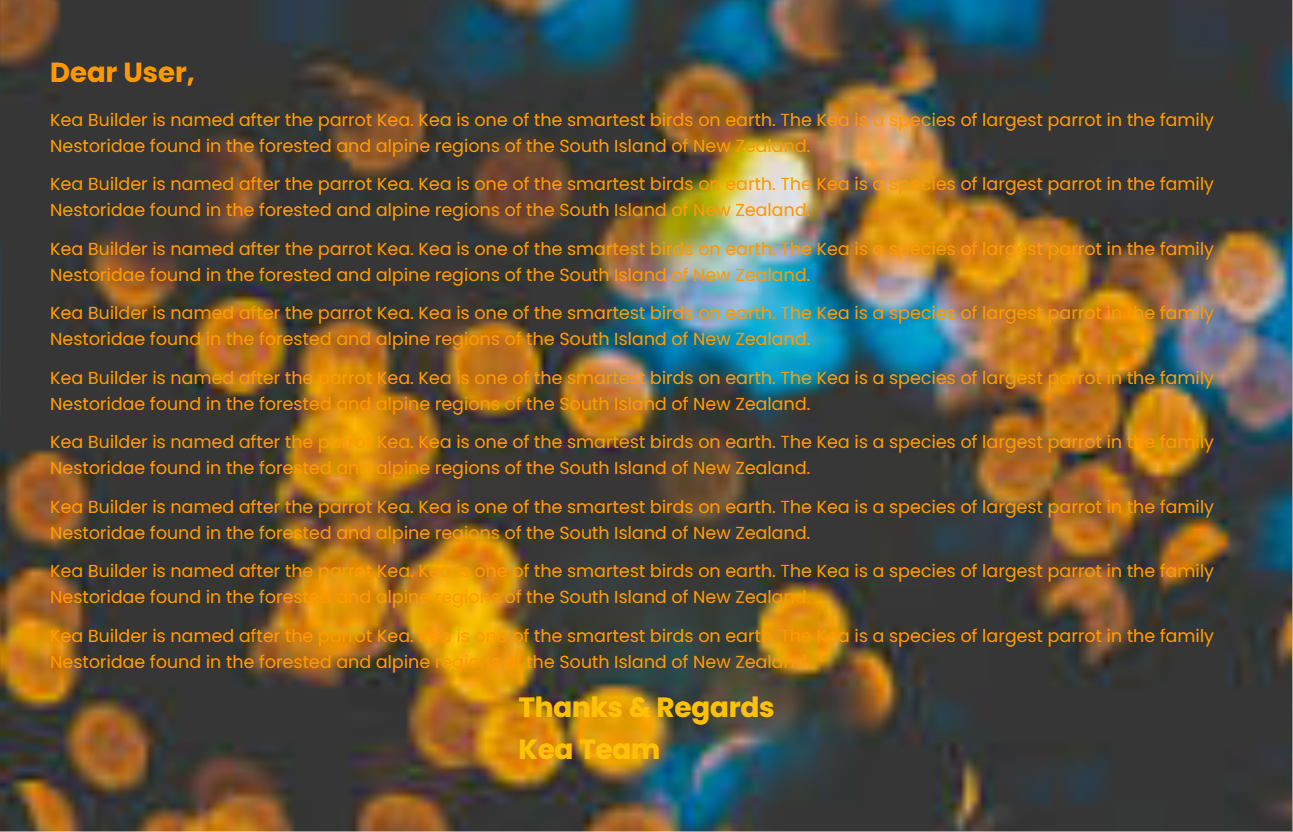 Dear User,
Kea Builder is named after the parrot Kea. Kea is one of the smartest birds on earth. The Kea is a species of largest parrot in the family
Nestoridae found in the forested and alpine regions of the South Island of New Zealand.
Kea Builder is named after the parrot Kea. Kea is one of the smartest birds on earth. The Kea is a species of largest parrot in the family
Nestoridae found in the forested and alpine regions of the South Island of New Zealand.
Kea Builder is named after the parrot Kea. Kea is one of the smartest birds on earth. The Kea is a species of largest parrot in the family
Nestoridae found in the forested and alpine regions of the South Island of New Zealand.
Kea Builder is named after the parrot Kea. Kea is one of the smartest birds on earth. The Kea is a species of largest parrot in the family
Nestoridae found in the forested and alpine regions of the South Island of New Zealand.
Kea Builder is named after the parrot Kea. Kea is one of the smartest birds on earth. The Kea is a species of largest parrot in the family
Nestoridae found in the forested and alpine regions of the South Island of New Zealand.
Kea Builder is named after the parrot Kea. Kea is one of the smartest birds on earth. The Kea is a species of largest parrot in the family
Nestoridae found in the forested and alpine regions of the South Island of New Zealand.
Kea Builder is named after the parrot Kea. Kea is one of the smartest birds on earth. The Kea is a species of largest parrot in the family
Nestoridae found in the forested and alpine regions of the South Island of New Zealand.
Kea Builder is named after the parrot Kea. Kea is one of the smartest birds on earth. The Kea is a species of largest parrot in the family
Nestoridae found in the forested and alpine regions of the South Island of New Zealand.
Kea Builder is named after the parrot Kea. Kea is one of the smartest birds on earth. The Kea is a species of largest parrot in the family
Nestoridae found in the forested and alpine regions of the South Island of New Zealand.
Thanks & Regards
Kea Team